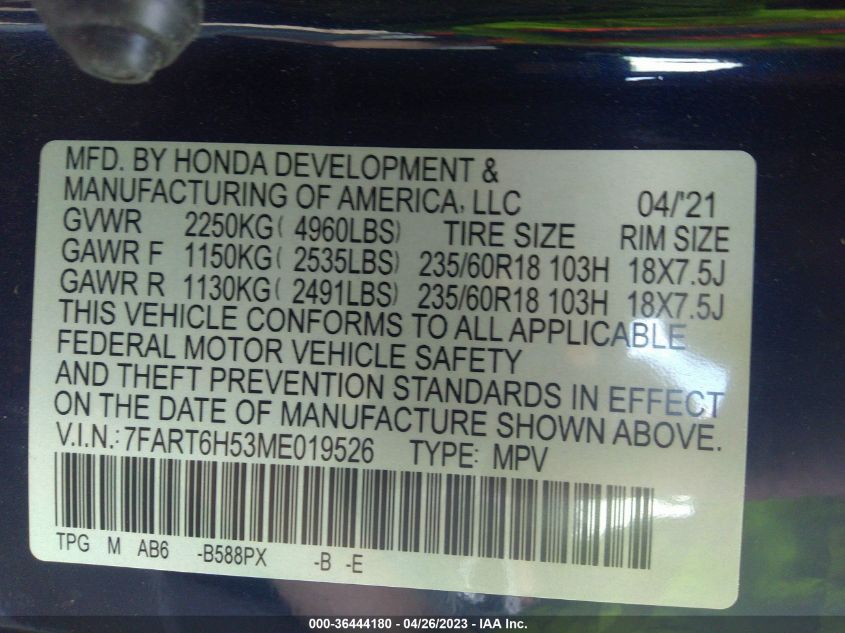 MFD. BY HONDA DEVELOPMENT &
MANUFACTURING OF AMERICA, LLC 04/'21
GVWR 2250KG( 4960LBS) TIRE SIZE RIM SIZE
GAWR F 1150KG( 2535LBS) 235/60R18 103H 18X7.5J
GAWR R 1130KG( 2491LBS) 235/60R18 103H 18X7.5J
THIS VEHICLE CONFORMS TO ALL APPLICABLE
FEDERAL MOTOR VEHICLE SAFETY
AND THEFT PREVENTION STANDARDS IN EFFECT
ON THE DATE OF MANUFACTURE SHOWN ABOVE.
V.I.N.:7FART6H53ME019526 TYPE: MPV
TPG M AB6 -B588PX -B -E
000-36444180 - 04/26/2023 - IAA Inc.